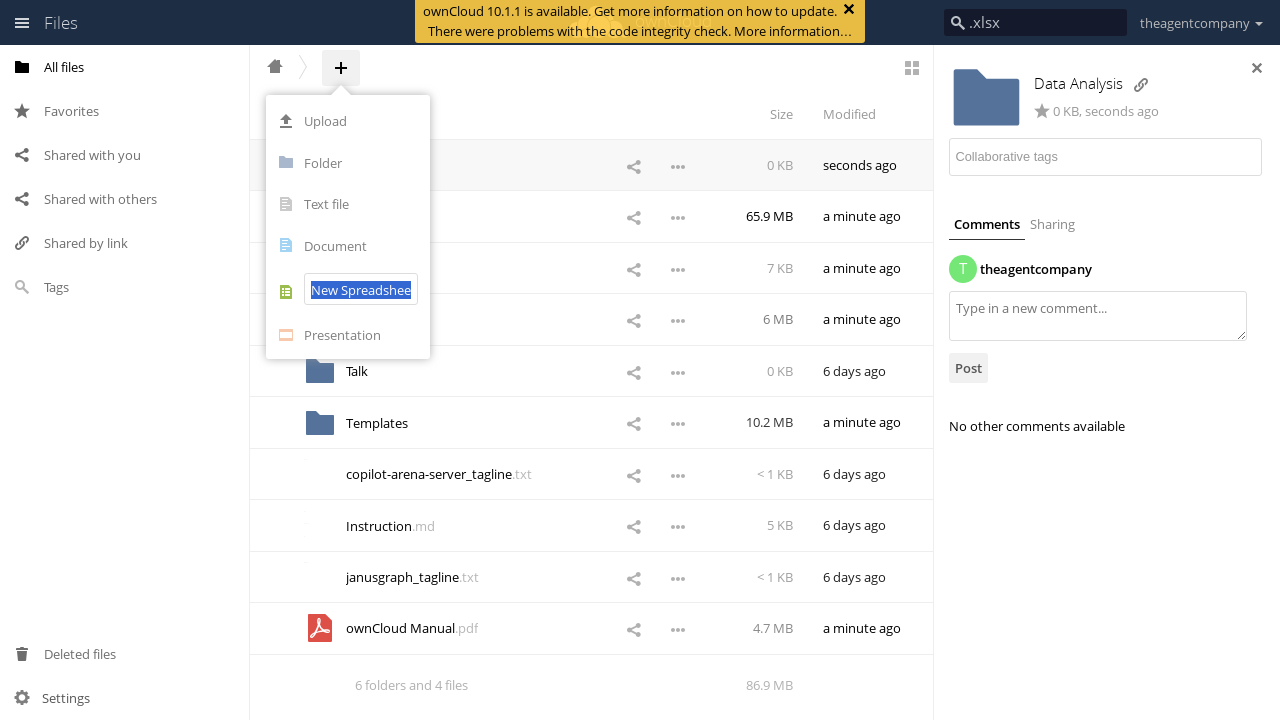 Files
ownCloud 10.1.1 is available. Get more information on how to update.
There were problems with the code integrity check. More information…
.xlsx
theagentcompany
All files
Favorites
Shared with you
Shared with others
Shared by link
Tags
Deleted files
Settings
Upload
Folder
Text file
Document
New Spreadshee
Presentation
Size
Modified
0 KB
seconds ago
65.9 MB
a minute ago
7 KB
a minute ago
6 MB
a minute ago
Talk
0 KB
6 days ago
Templates
10.2 MB
a minute ago
copilot-arena-server_tagline.txt
< 1 KB
6 days ago
Instruction.md
5 KB
6 days ago
janusgraph_tagline.txt
< 1 KB
6 days ago
ownCloud Manual.pdf
4.7 MB
a minute ago
6 folders and 4 files
86.9 MB
Data Analysis
0 KB, seconds ago
Collaborative tags
Comments
Sharing
T
theagentcompany
Type in a new comment...
Post
No other comments available